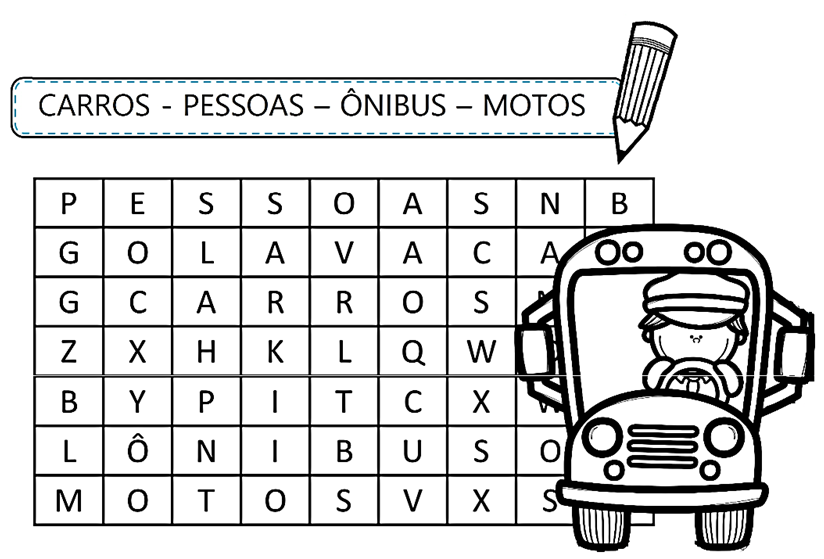 CARROS - PESSOAS – ÔNIBUS – MOTOS
P E S S O A S N B
G O L A V A C A
G C A R R O S
Z X H K L Q W
B Y P I T C X
L Ô N I B U S O
M O T O S V X S